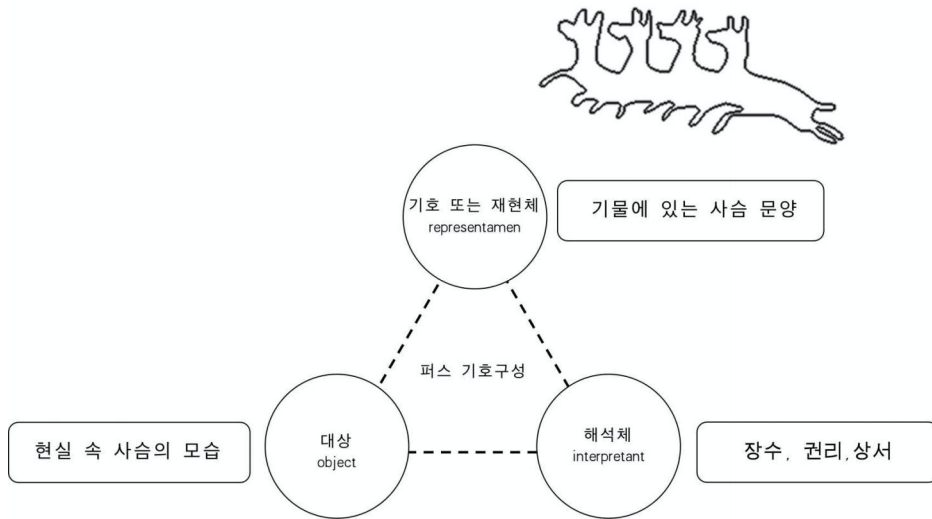 기호 또는 재현체
representamen
기물에 있는 사슴 문양
퍼스 기호구성
현실 속 사슴의 모습
대상
object
해석체
interpretant
장수, 권리,상서